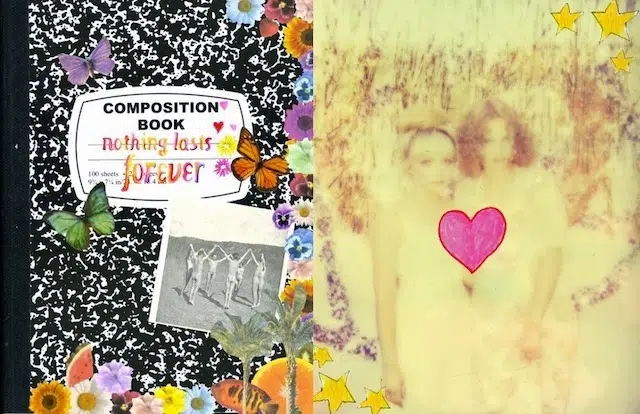 COMPOSITION
BOOK
nothing lasts
forever
100 sheets